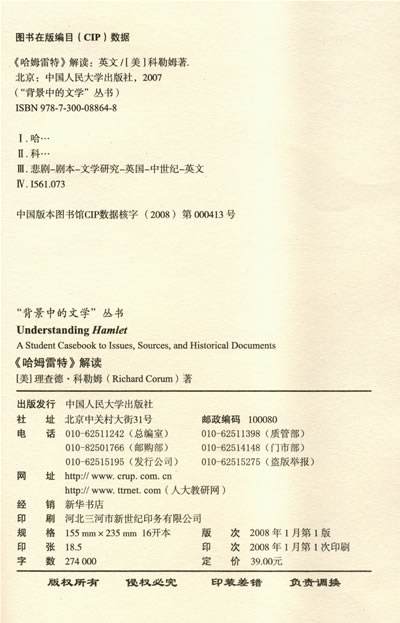 图书在版编目(CIP)数据
《哈姆雷特》解读：英文/[美]科勒姆著.
北京：中国人民大学出版社，2007
(“背景中的文学”丛书)
ISBN 978-7-300-08864-8
Ⅰ.哈…
Ⅱ.科…
Ⅲ.悲剧–剧本–文学研究–英国–中世纪–英文
Ⅳ.I561.073
中国版本图书馆CIP数据核字(2008)第000413号
“背景中的文学”丛书
Understanding Hamlet
A Student Casebook to Issues, Sources, and Historical Documents
《哈姆雷特》解读
[美]理查德·科勒姆(Richard Corum)著
出版发行 中国人民大学出版社
社 址 北京中关村大街31号 邮政编码 100080
电 话 010-62511242(总编室) 010-62511398(质管部)
010-82501766(邮购部) 010-62514148(门市部)
010-62515195(发行公司) 010-62515275(盗版举报)
网 址 http://www.crup.com.cn
http://www.ttrnet.com(人大教研网)
经 销 新华书店
印 刷 河北三河市新世纪印务有限公司
规 格 155 mm×235 mm 16开本 版 次 2008年1月第1版
印 张 18.5 印 次 2008年1月第1次印刷
字 数 274 000 定 价 39.00元
版权所有 侵权必究 印装差错 负责调换